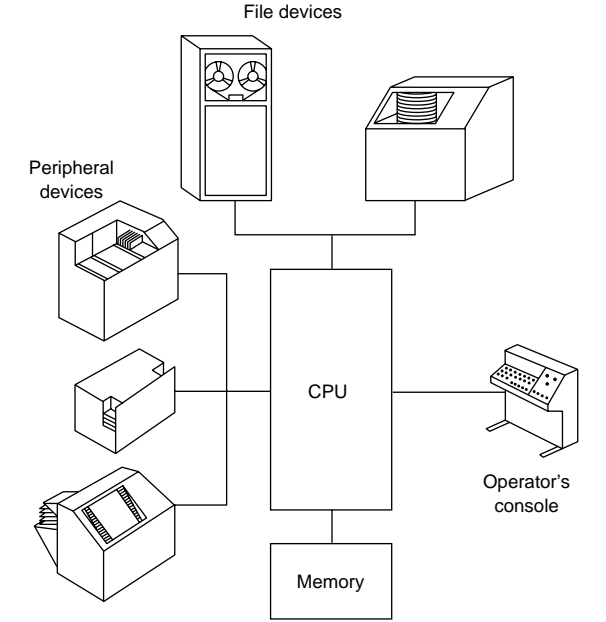 File devices
Peripheral
devices
CPU
Operator's
console
Memory